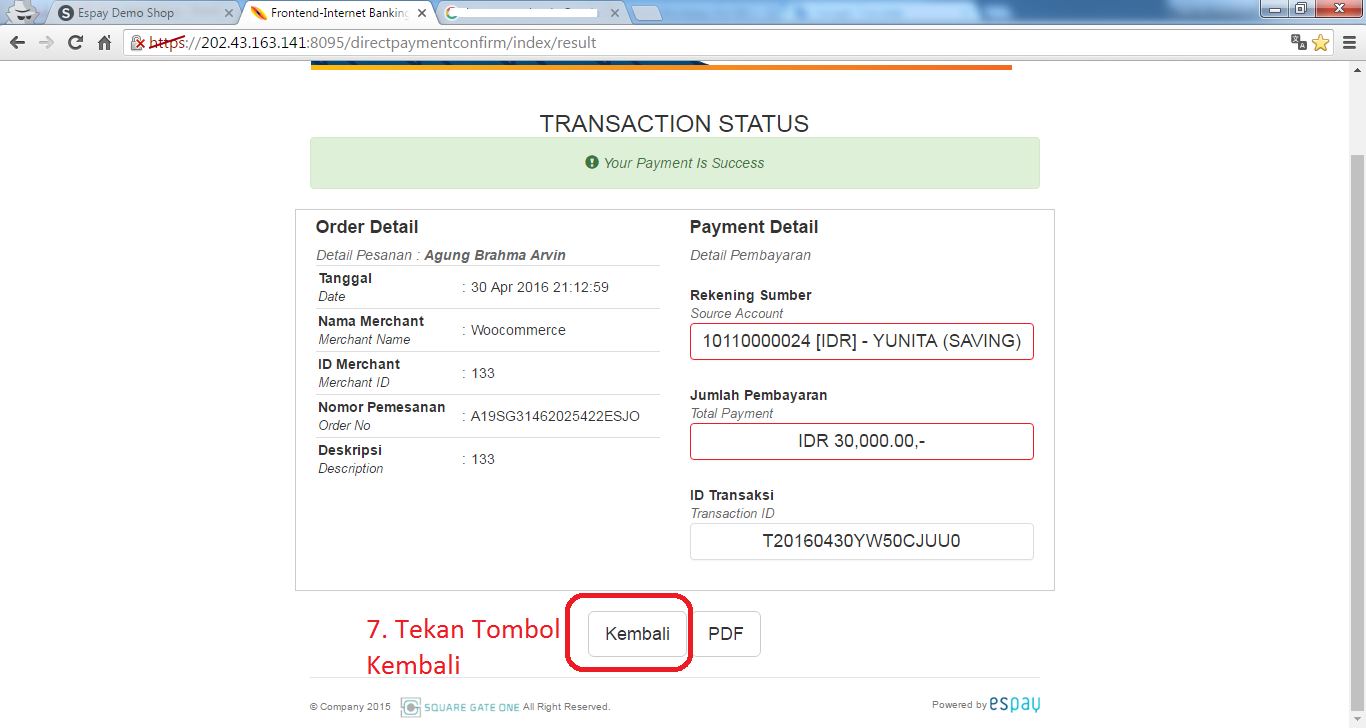 Espay Demo Shop
Frontend-Internet Banking
https://202.43.163.141:8095/directpaymentconfirm/index/result
TRANSACTION STATUS
Your Payment Is Success
Order Detail
Detail Pesanan : Agung Brahma Arvin
Tanggal
Date
: 30 Apr 2016 21:12:59
Nama Merchant
Merchant Name
: Woocommerce
ID Merchant
Merchant ID
: 133
Nomor Pemesanan
Order No
: A19SG31462025422ESJO
Deskripsi
Description
: 133
Payment Detail
Detail Pembayaran
Rekening Sumber
Source Account
10110000024 [IDR] - YUNITA (SAVING)
Jumlah Pembayaran
Total Payment
IDR 30,000.00,-
ID Transaksi
Transaction ID
T20160430YW50CJUU0
7. Tekan Tombol
Kembali
Kembali
PDF
© Company 2015 SQUARE GATE ONE All Right Reserved.
Powered by espay